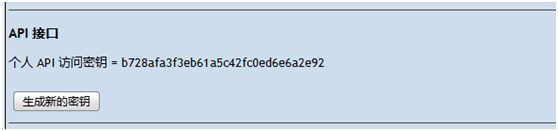 API 接口
个人 API 访问密钥 = b728afa3f3eb61a5c42fc0ed6e6a2e92
生成新的密钥